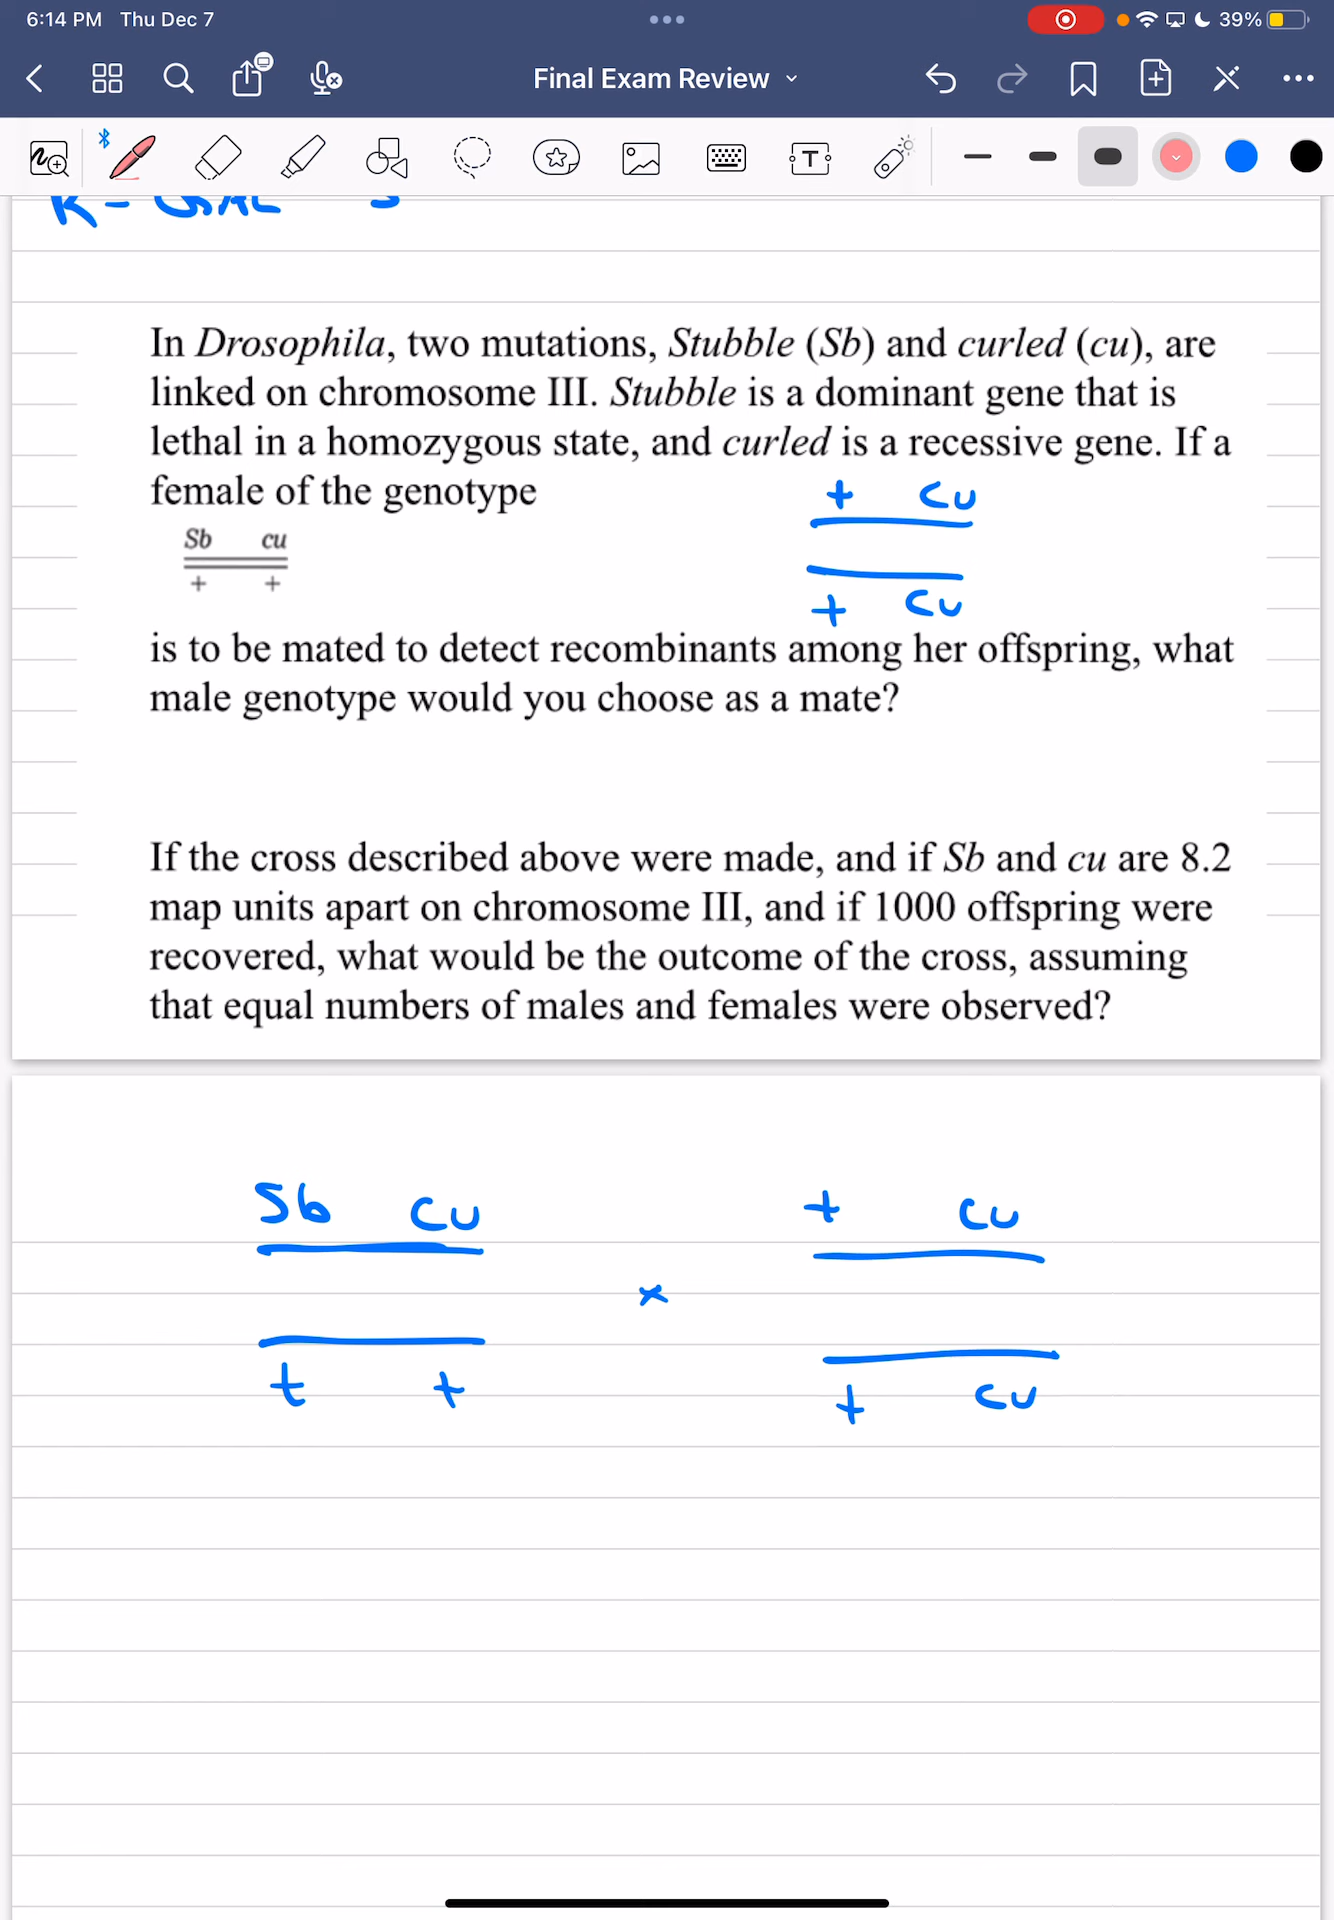 6:14 PM Thu Dec 7
39%
Final Exam Review
T
In Drosophila, two mutations, Stubble (Sb) and curled (cu), are
linked on chromosome III. Stubble is a dominant gene that is
lethal in a homozygous state, and curled is a recessive gene. If a
female of the genotype
+ cu
Sb cu
+ +
+ cu
is to be mated to detect recombinants among her offspring, what
male genotype would you choose as a mate?
If the cross described above were made, and if Sb and cu are 8.2
map units apart on chromosome III, and if 1000 offspring were
recovered, what would be the outcome of the cross, assuming
that equal numbers of males and females were observed?
Sb cu + cu
x
+ + + cu